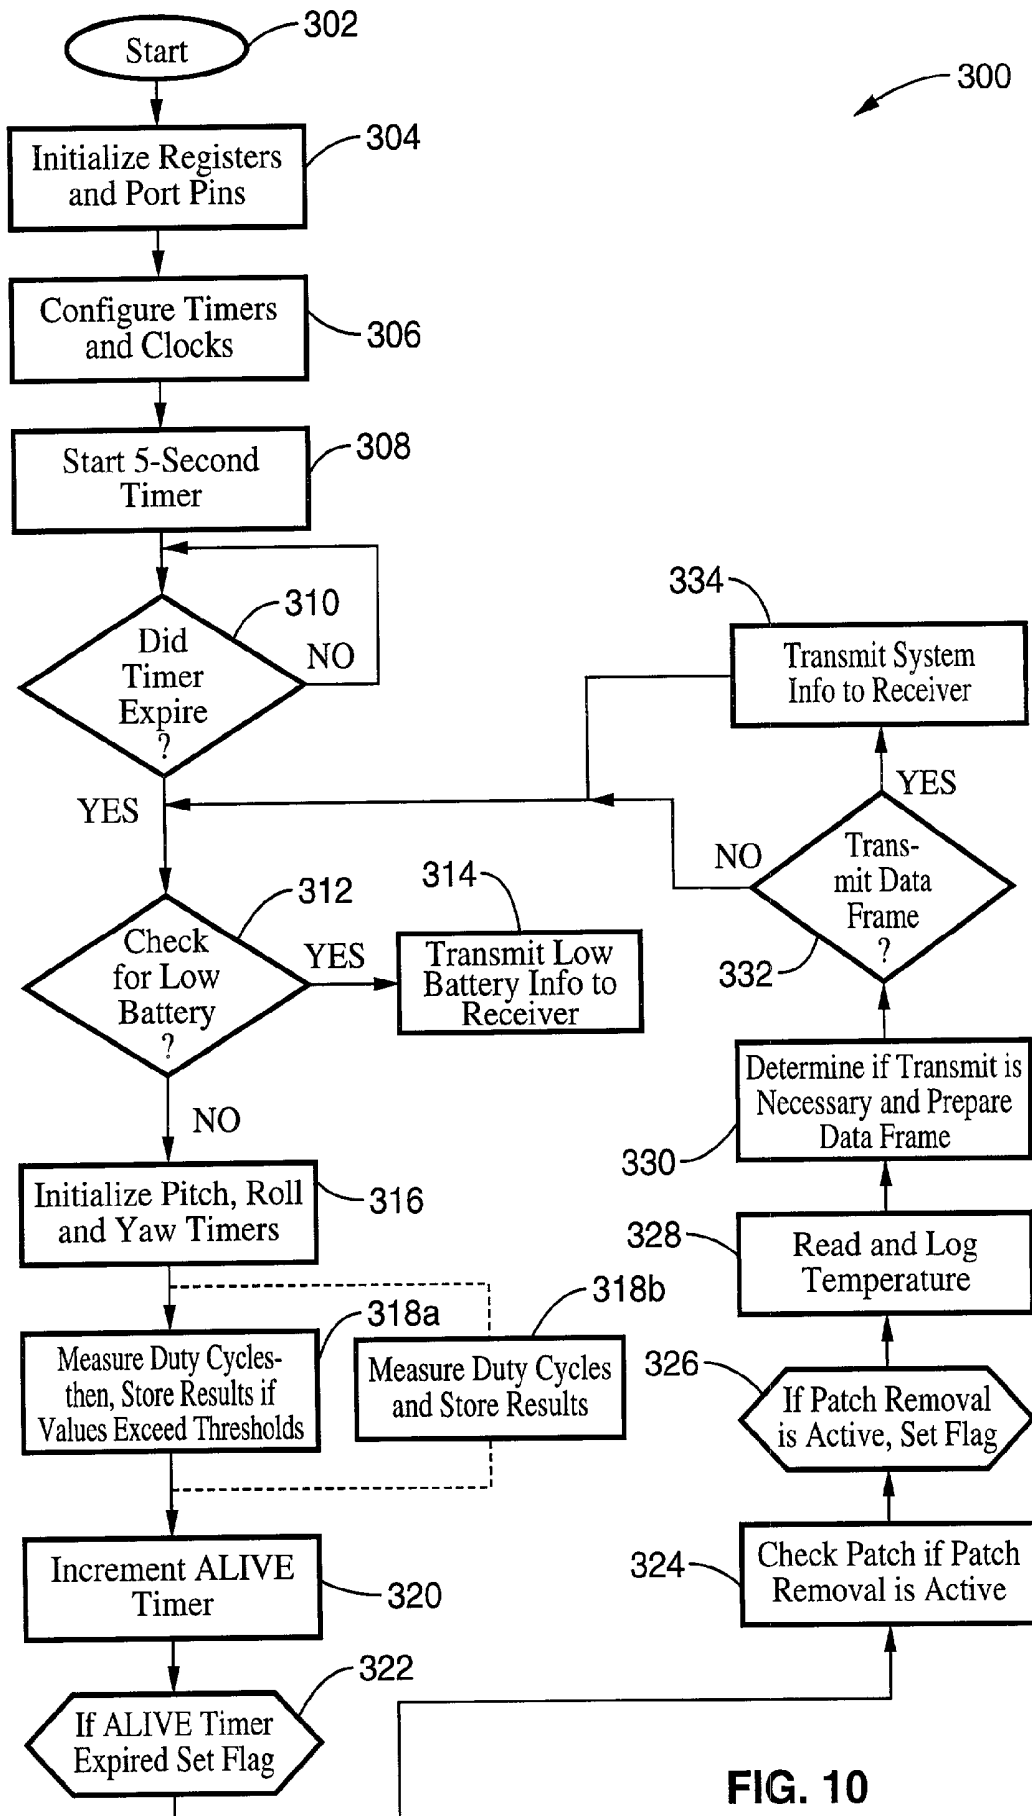 Start
302
300
Initialize Registers
and Port Pins
304
Configure Timers
and Clocks
306
Start 5-Second
Timer
308
Did
Timer
Expire
?
310
NO
YES
334
Transmit System
Info to Receiver
YES
Trans-
mit Data
Frame
?
NO
332
Check
for Low
Battery
?
312
YES
314
Transmit Low
Battery Info to
Receiver
NO
Determine if Transmit is
Necessary and Prepare
Data Frame
330
Initialize Pitch, Roll
and Yaw Timers
316
328
Read and Log
Temperature
318a
318b
Measure Duty Cycles-
then, Store Results if
Values Exceed Thresholds
Measure Duty Cycles
and Store Results
326
If Patch Removal
is Active, Set Flag
Increment ALIVE
Timer
320
324
Check Patch if Patch
Removal is Active
322
If ALIVE Timer
Expired Set Flag
FIG. 10